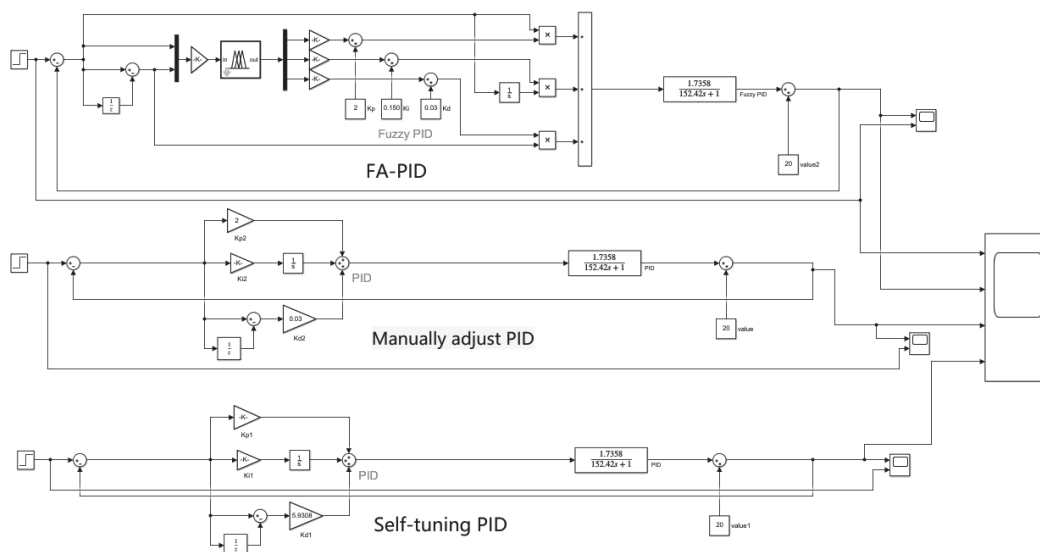 -K-
in
out
-K-
-K-
-K-
1
z
2
Kp
0.150
Ki
0.03
Kd
1
s
×
×
×
+
+
+
1.7358
152.42s + 1
Fuzzy PID
20
value2
Fuzzy PID
FA-PID
2
Kp2
-K-
Ki2
1
s
0.03
Kd2
1
z
PID
1.7358
152.42s + 1
PID
20
value
Manually adjust PID
-K-
Kp1
-K-
Ki1
1
s
5.9308
Kd1
1
z
PID
1.7358
152.42s + 1
PID
20
value1
Self-tuning PID